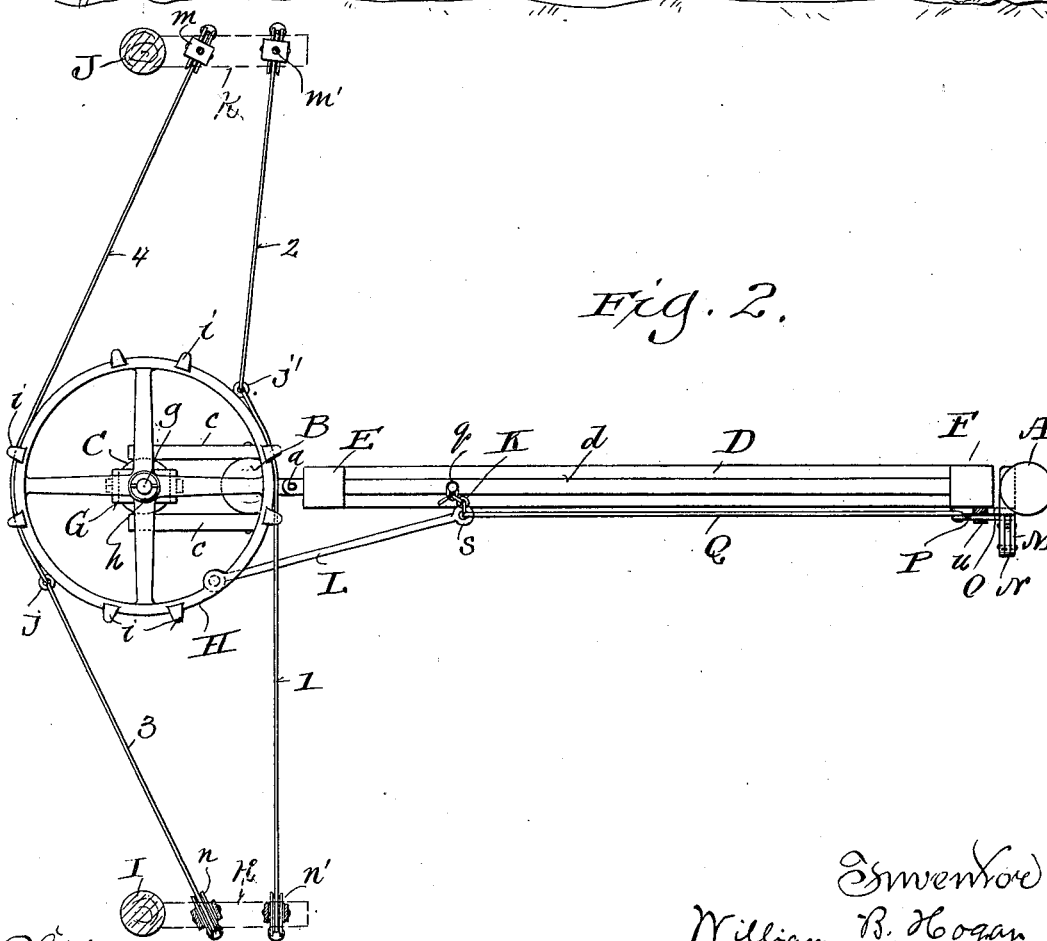 m
J
k
m'
4
2
Fig. 2.
i
j'
i
C
g
c
B
a
E
q
K
d
D
F
A
G
h
c
s
Q
P
u
O
N
M
L
j
i
H
1
3
I
n
n'
Inventor
William B. Hogan